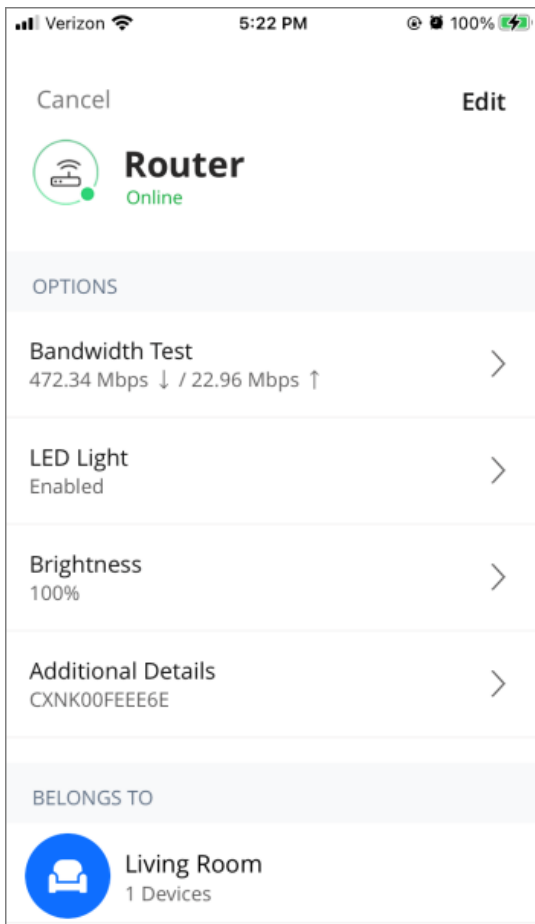 Verizon 5:22 PM 100%
Cancel Edit
Router
Online
OPTIONS
Bandwidth Test
472.34 Mbps ↓ / 22.96 Mbps ↑
LED Light
Enabled
Brightness
100%
Additional Details
CXNK00FEEE6E
BELONGS TO
Living Room
1 Devices